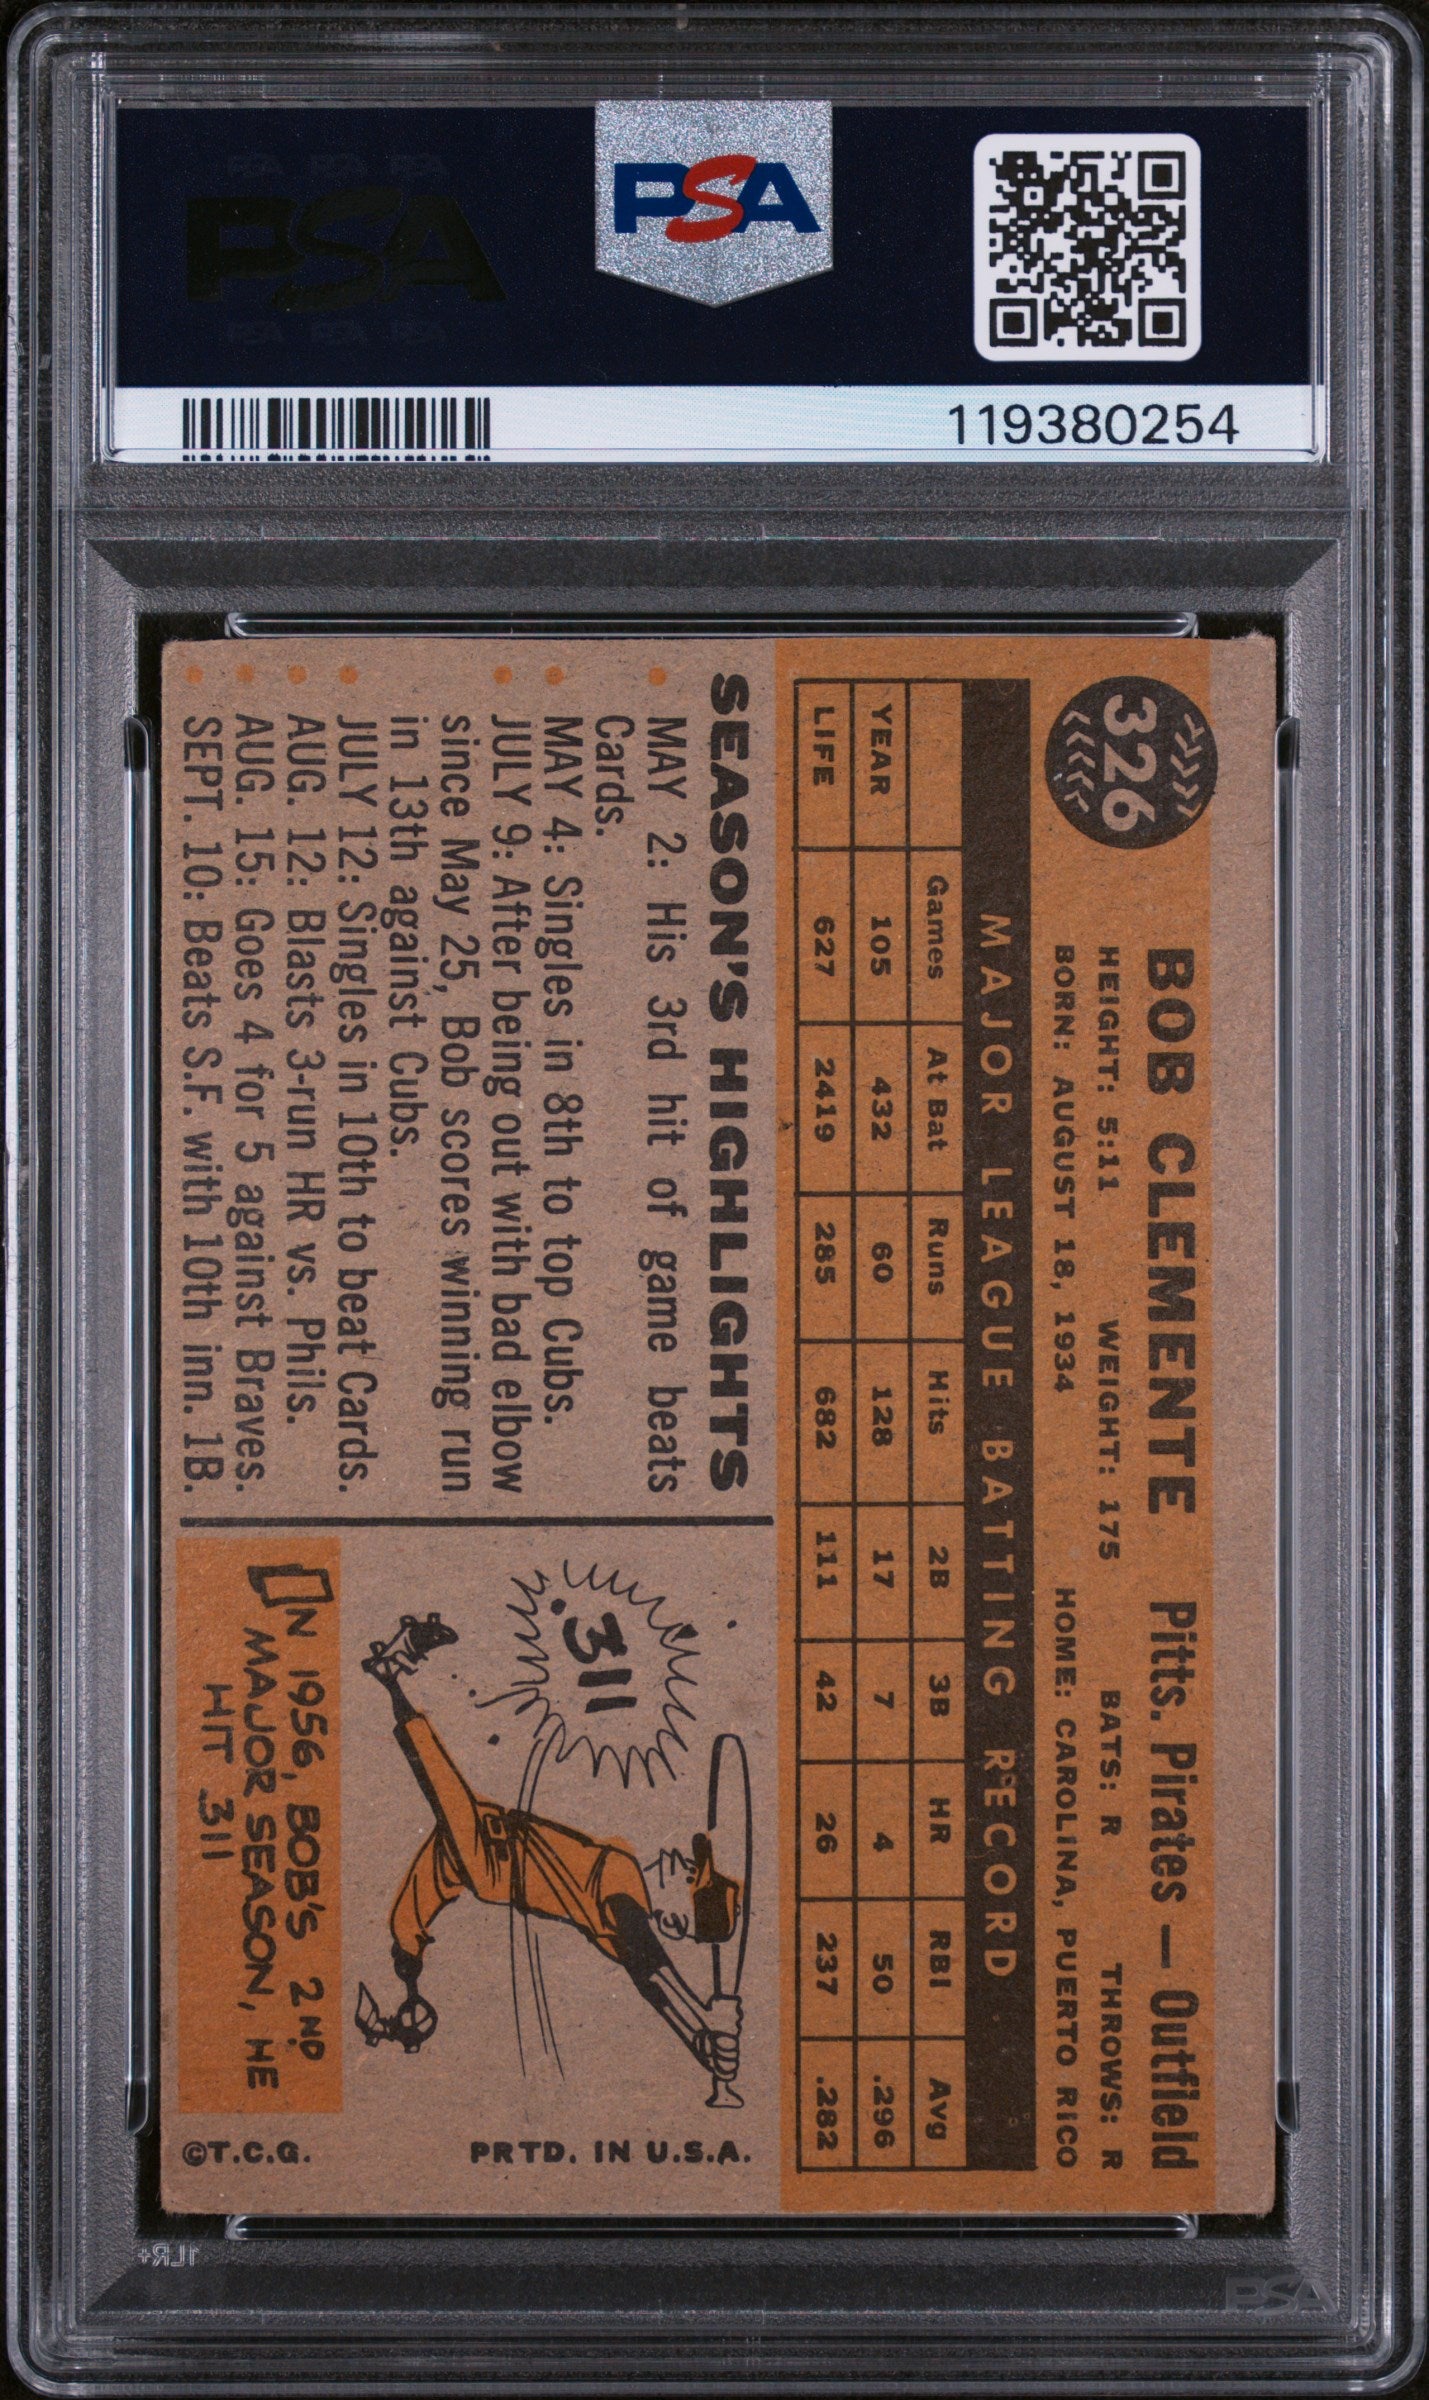 PSA
PSA
119380254
326
BOB CLEMENTE Pitts. Pirates — Outfield
HEIGHT: 5:11 WEIGHT: 175 BATS: R THROWS: R
BORN: AUGUST 18, 1934 HOME: CAROLINA, PUERTO RICO
MAJOR LEAGUE BATTING RECORD
Games At Bat Runs Hits 2B 3B HR RBI Avg
YEAR 105 432 60 128 17 7 4 50 .296
LIFE 627 2419 285 682 111 42 26 237 .282
SEASON'S HIGHLIGHTS
MAY 2: His 3rd hit of game beats
Cards.
MAY 4: Singles in 8th to top Cubs.
JULY 9: After being out with bad elbow
since May 25, Bob scores winning run
in 13th against Cubs.
JULY 12: Singles in 10th to beat Cards.
AUG. 12: Blasts 3-run HR vs. Phils.
AUG. 15: Goes 4 for 5 against Braves.
SEPT. 10: Beats S.F. with 10th inn. 1B.
.311
IN 1956, BOB'S 2ND
MAJOR SEASON, HE
HIT .311
PRTD. IN U.S.A.
©T.C.G.
1LR+
PSA